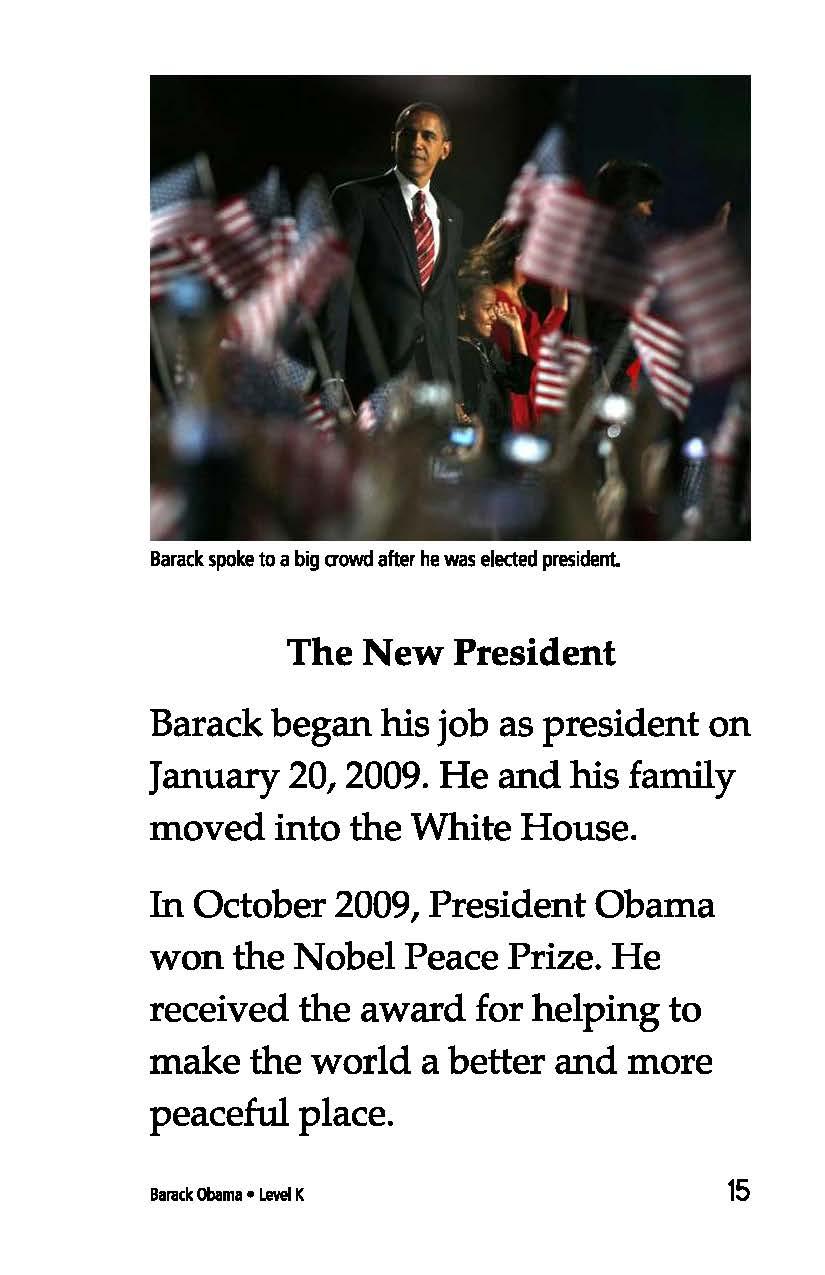 Barack spoke to a big crowd after he was elected president.
The New President
Barack began his job as president on
January 20, 2009. He and his family
moved into the White House.
In October 2009, President Obama
won the Nobel Peace Prize. He
received the award for helping to
make the world a better and more
peaceful place.
Barack Obama • Level K
15